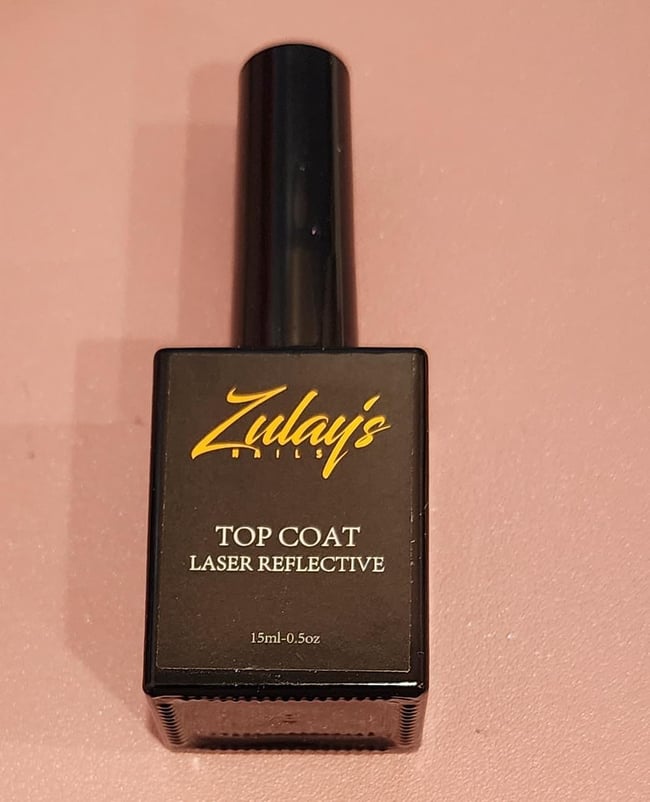 Zulay's
NAILS
TOP COAT
LASER REFLECTIVE
15ml-0.5oz